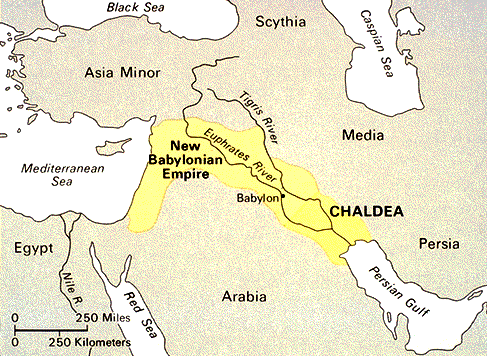 Black Sea
Scythia
Caspian Sea
Asia Minor
Tigris River
Media
New
Babylonian
Empire
Euphrates River
Mediterranean
Sea
Babylon
CHALDEA
Egypt
Persia
Nile R.
Red Sea
Arabia
Persian Gulf
0 250 Miles
0 250 Kilometers